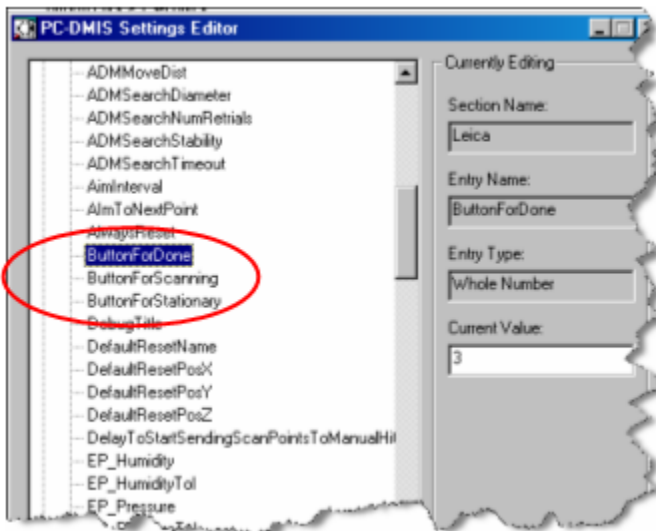 PC-DMIS Settings Editor
ADMMoveDist
ADMSearchDiameter
ADMSearchNumRetrials
ADMSearchStability
ADMSearchTimeout
AimInterval
AimToNextPoint
AlwaysReset
ButtonForDone
ButtonForScanning
ButtonForStationary
DebugTitle
DefaultResetName
DefaultResetPosX
DefaultResetPosY
DefaultResetPosZ
DelayToStartSendingScanPointsToManualHit
EP_Humidity
EP_HumidityTol
EP_Pressure
Currently Editing
Section Name:
Leica
Entry Name:
ButtonForDone
Entry Type:
Whole Number
Current Value:
3